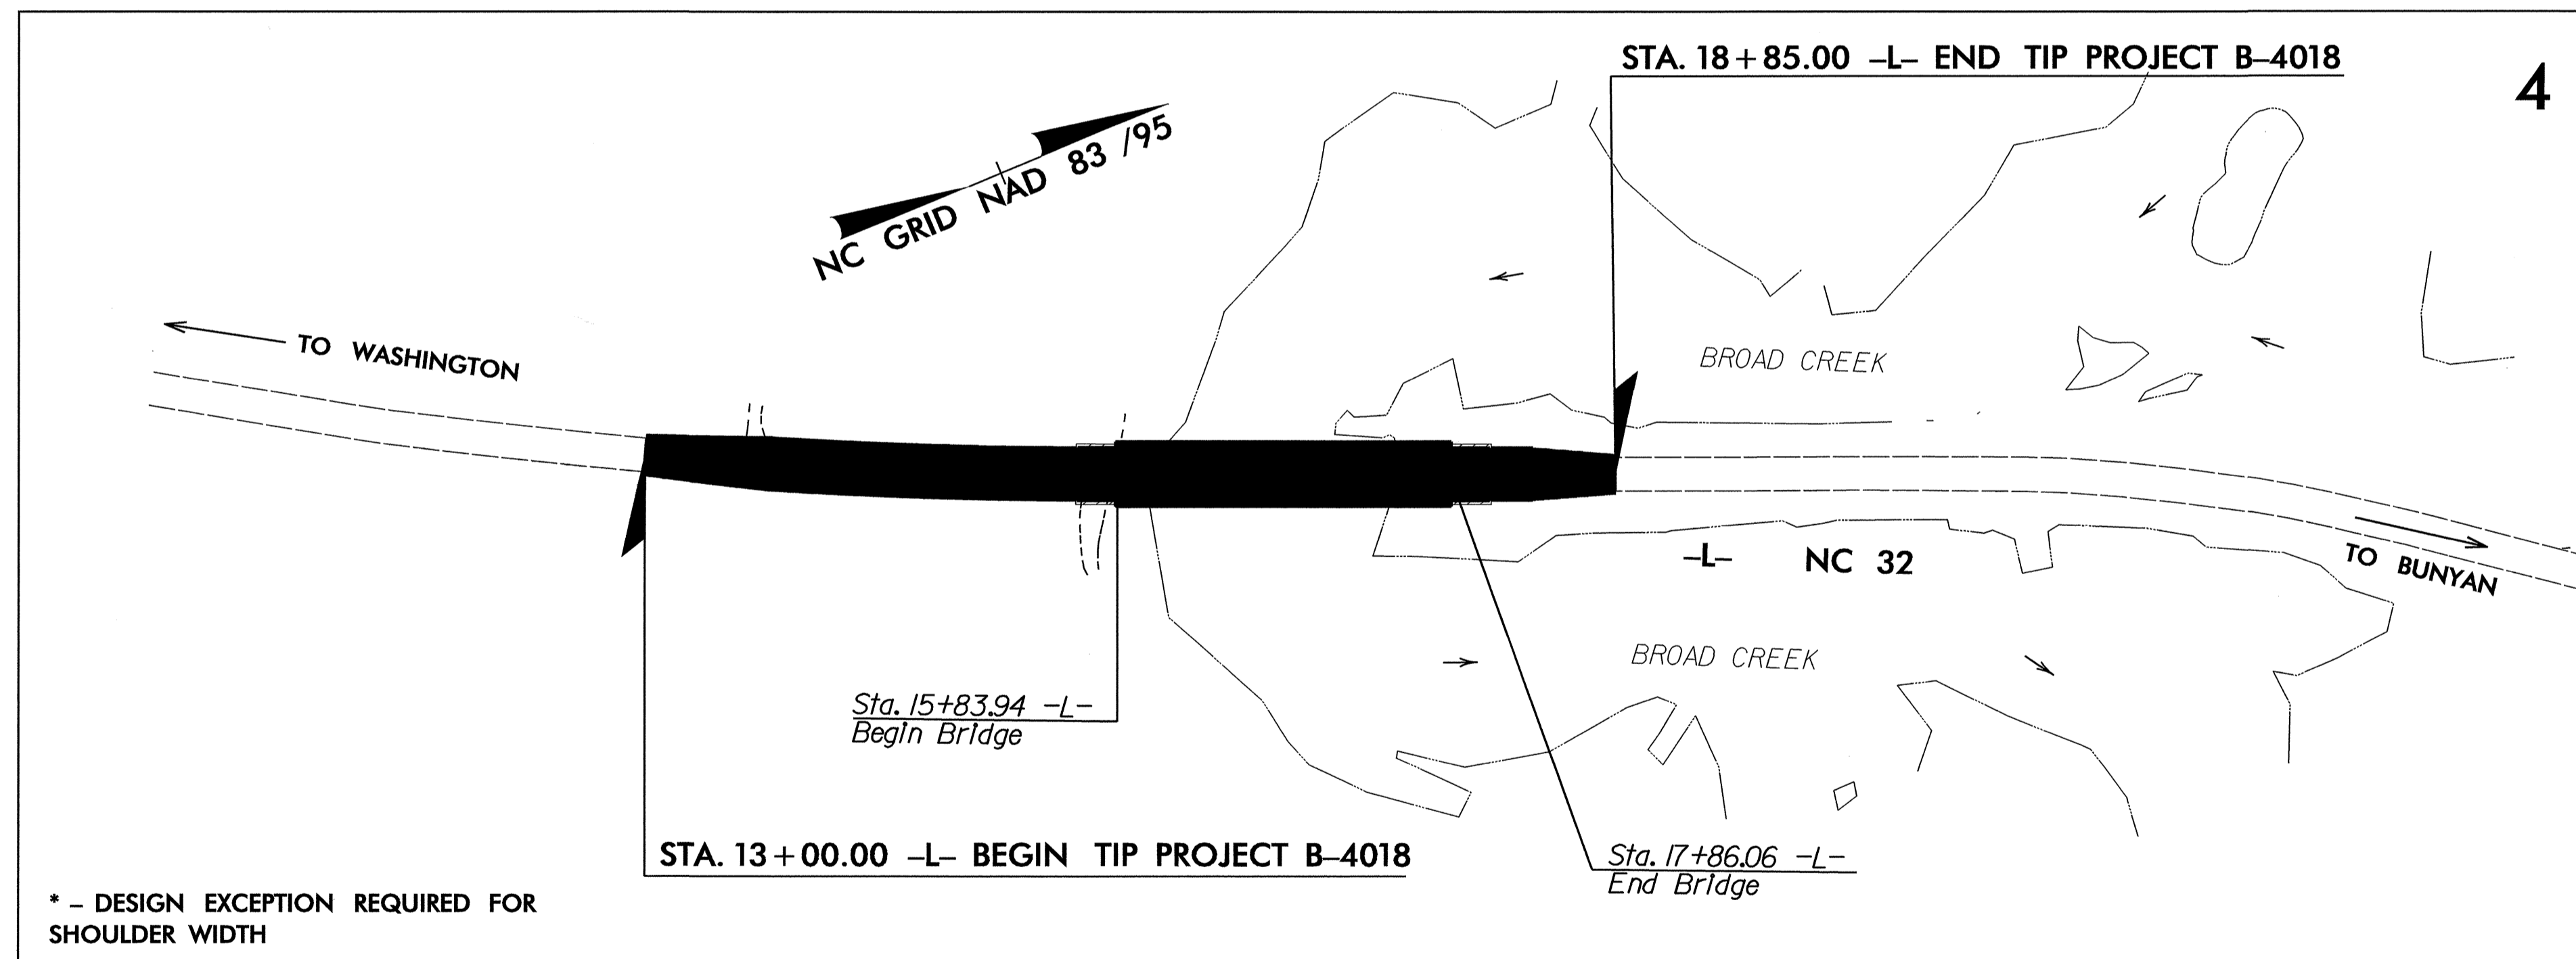 STA. 18+85.00 –L– END TIP PROJECT B–4018
4
NC GRID NAD 83 /95
TO WASHINGTON
BROAD CREEK
–L– NC 32
TO BUNYAN
BROAD CREEK
Sta. 15+83.94 –L–
Begin Bridge
STA. 13+00.00 –L– BEGIN TIP PROJECT B–4018
Sta. 17+86.06 –L–
End Bridge
* – DESIGN EXCEPTION REQUIRED FOR
SHOULDER WIDTH